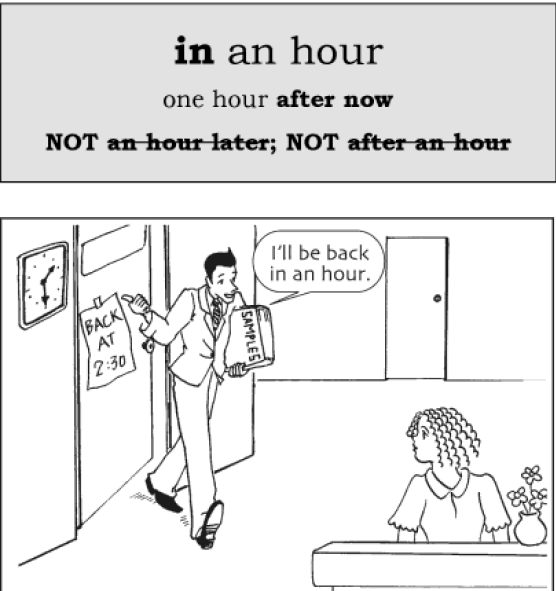 in an hour
one hour after now
NOT an hour later; NOT after an hour
I'll be back
in an hour.
BACK
AT
2:30
SAMPLES